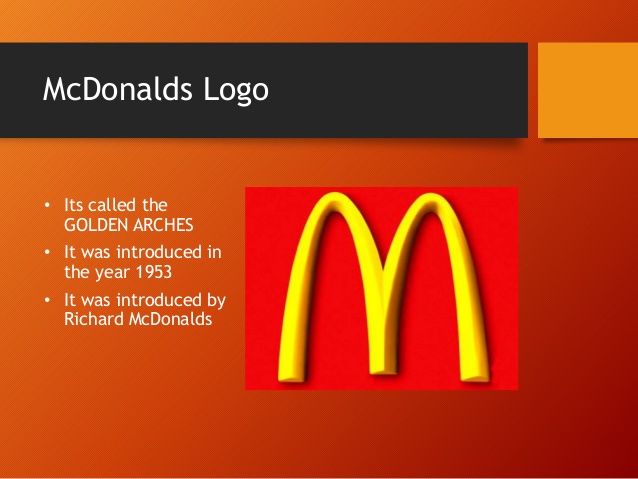 McDonalds Logo
• Its called the
GOLDEN ARCHES
• It was introduced in
the year 1953
• It was introduced by
Richard McDonalds